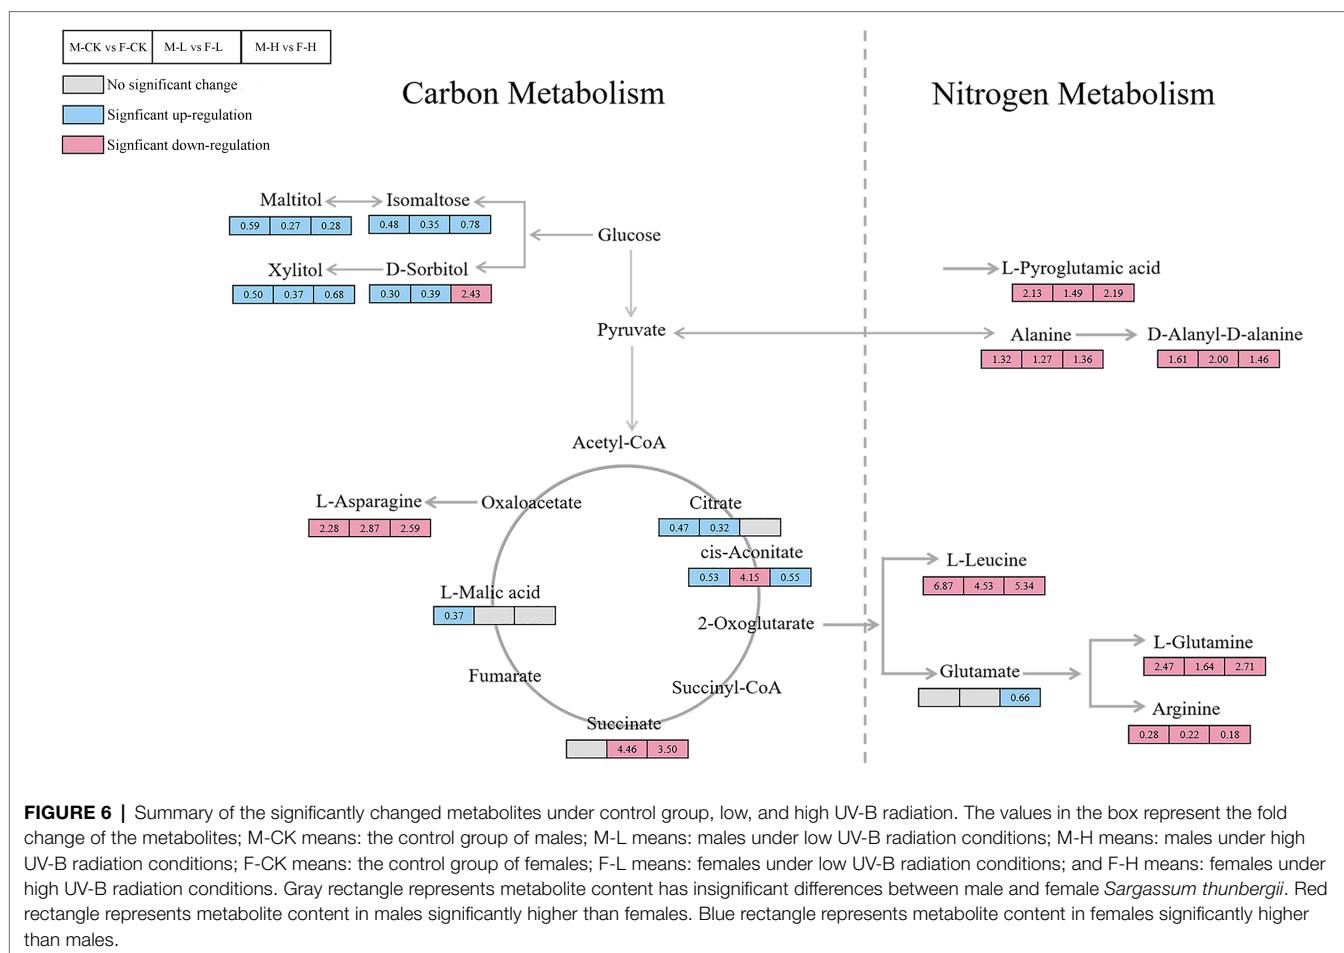 M-CK vs F-CK M-L vs F-L M-H vs F-H
No significant change
Signficant up-regulation
Signficant down-regulation
Carbon Metabolism
Nitrogen Metabolism
Maltitol Isomaltose
0.59 0.27 0.28 0.48 0.35 0.78
Glucose
Xylitol D-Sorbitol
0.50 0.37 0.68 0.30 0.39 2.43
L-Pyroglutamic acid
2.13 1.49 2.19
Pyruvate
Alanine D-Alanyl-D-alanine
1.32 1.27 1.36 1.61 2.00 1.46
Acetyl-CoA
L-Asparagine Oxaloacetate Citrate
2.28 2.87 2.59 0.47 0.32
cis-Aconitate
0.53 4.15 0.55
L-Malic acid
0.37
2-Oxoglutarate
Fumarate
Succinyl-CoA
Succinate
4.46 3.50
L-Leucine
6.87 4.53 5.34
Glutamate
0.66
L-Glutamine
2.47 1.64 2.71
Arginine
0.28 0.22 0.18
FIGURE 6 | Summary of the significantly changed metabolites under control group, low, and high UV-B radiation. The values in the box represent the fold
change of the metabolites; M-CK means: the control group of males; M-L means: males under low UV-B radiation conditions; M-H means: males under high
UV-B radiation conditions; F-CK means: the control group of females; F-L means: females under low UV-B radiation conditions; and F-H means: females under
high UV-B radiation conditions. Gray rectangle represents metabolite content has insignificant differences between male and female Sargassum thunbergii. Red
rectangle represents metabolite content in males significantly higher than females. Blue rectangle represents metabolite content in females significantly higher
than males.